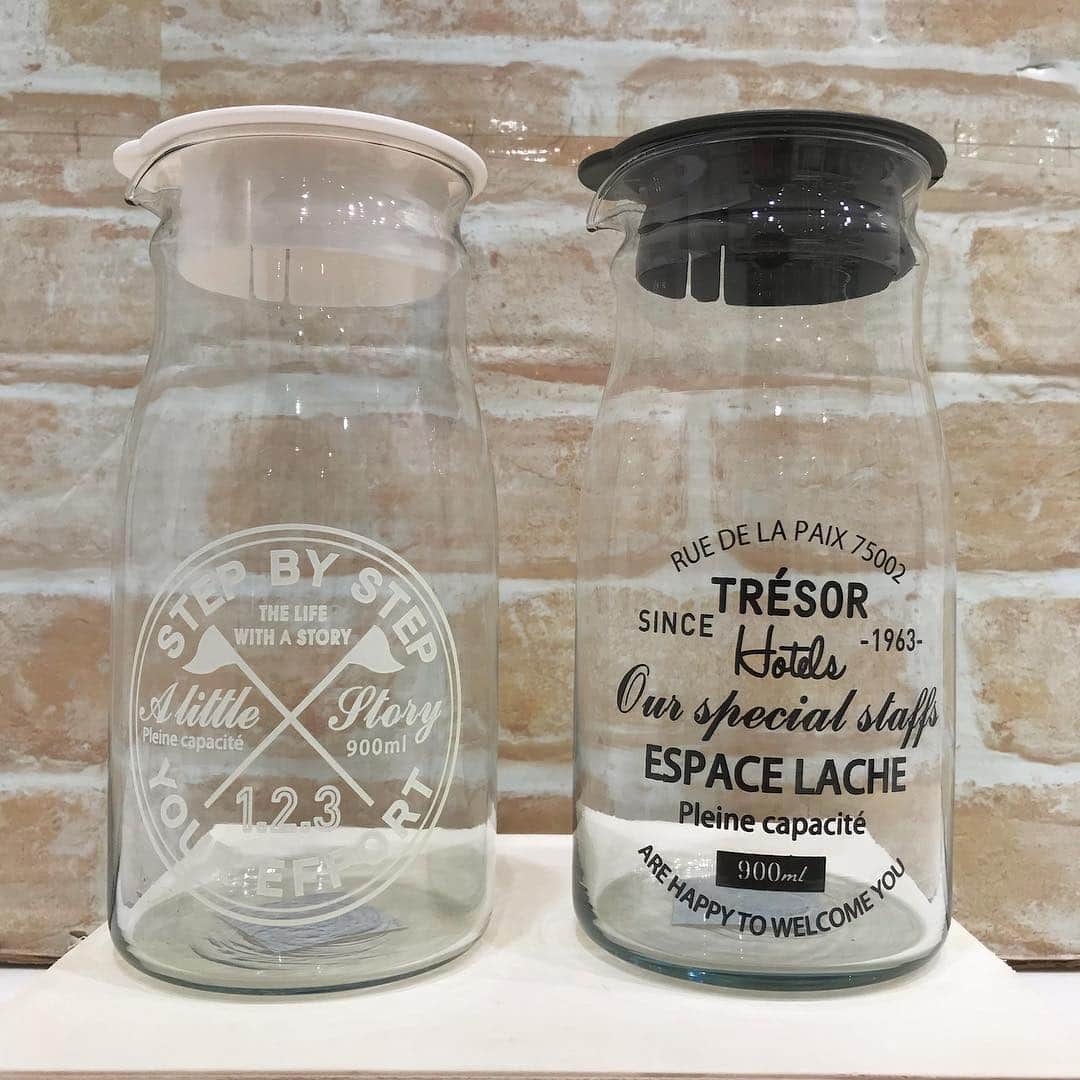 STEP BY STEP
THE LIFE
WITH A STORY
A little Story
Pleine capacité 900ml
1.2.3
RUE DE LA PAIX 75002
TRÉSOR
SINCE Hotels -1963-
Our special staffs
ESPACE LACHE
Pleine capacité
900ml
ARE HAPPY TO WELCOME YOU